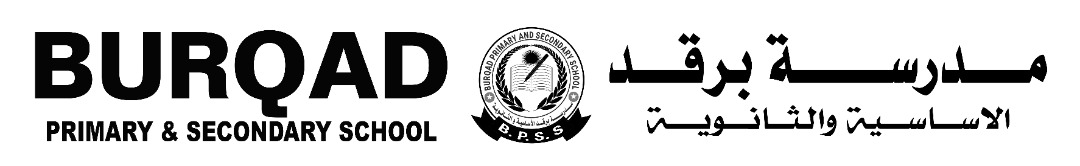 BURQAD
PRIMARY & SECONDARY SCHOOL
BURQAD PRIMARY AND SECONDARY SCHOOL
B.P.S.S
مدرسة برقد
الاساسية والثانوية